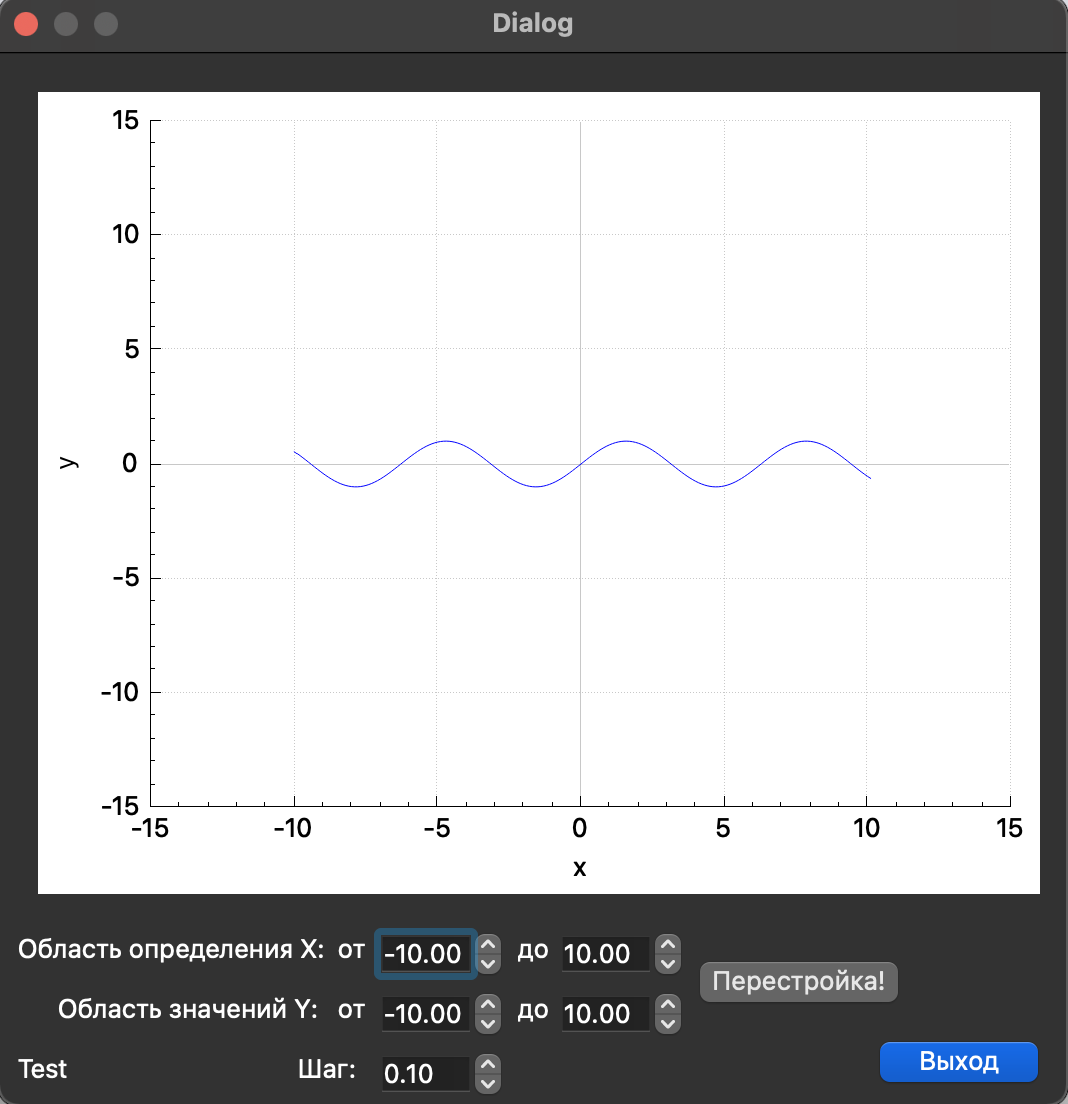 Dialog
15
10
5
0
y
-5
-10
-15
-15 -10 -5 0 5 10 15
x
Область определения X: от -10.00 до 10.00
Перестройка!
Область значений Y: от -10.00 до 10.00
Test Шаг: 0.10
Выход